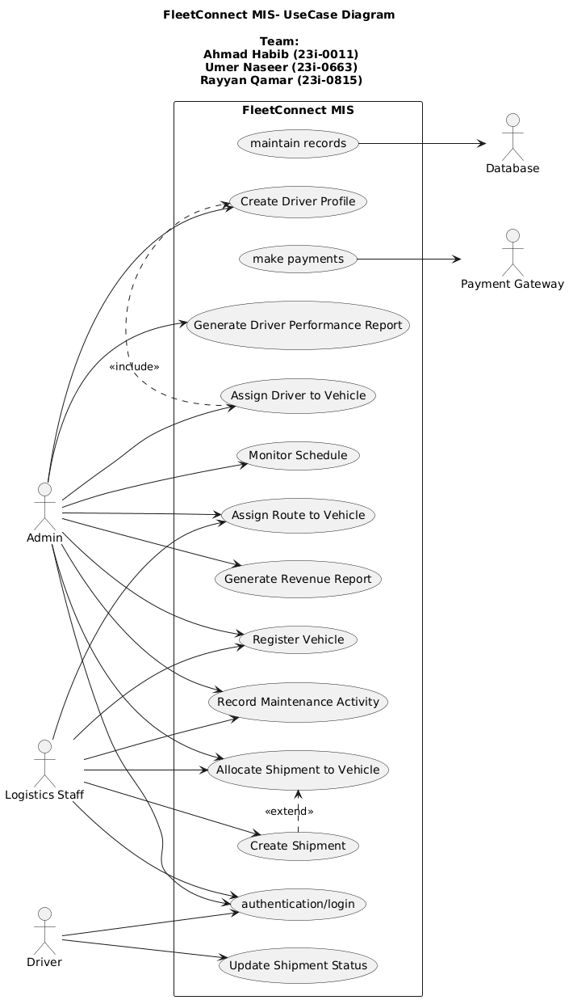 FleetConnect MIS- UseCase Diagram
Team:
Ahmad Habib (23i-0011)
Umer Naseer (23i-0663)
Rayyan Qamar (23i-0815)
FleetConnect MIS
maintain records
Database
Create Driver Profile
make payments
Payment Gateway
Generate Driver Performance Report
«include»
Assign Driver to Vehicle
Monitor Schedule
Assign Route to Vehicle
Admin
Generate Revenue Report
Register Vehicle
Record Maintenance Activity
Allocate Shipment to Vehicle
Logistics Staff
«extend»
Create Shipment
authentication/login
Driver
Update Shipment Status